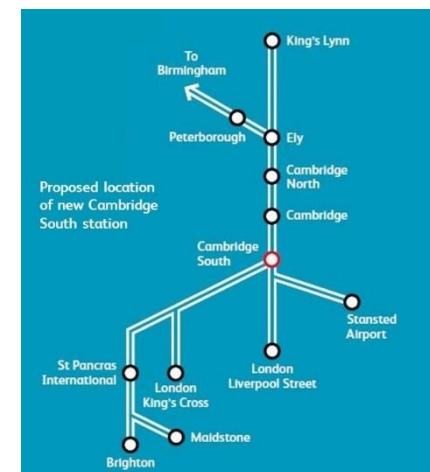 King's Lynn
To
Birmingham
Peterborough
Ely
Cambridge
North
Proposed location
of new Cambridge
South station
Cambridge
Cambridge
South
Stansted
Airport
St Pancras
International
London
King's Cross
London
Liverpool Street
Maidstone
Brighton